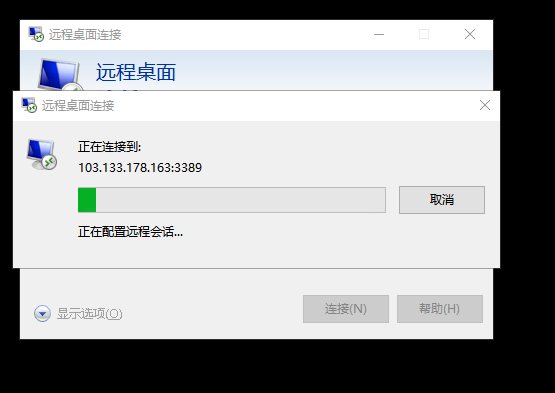 远程桌面连接
远程桌面
远程桌面连接
正在连接到:
103.133.178.163:3389
取消
正在配置远程会话...
显示选项(O)
连接(N)
帮助(H)